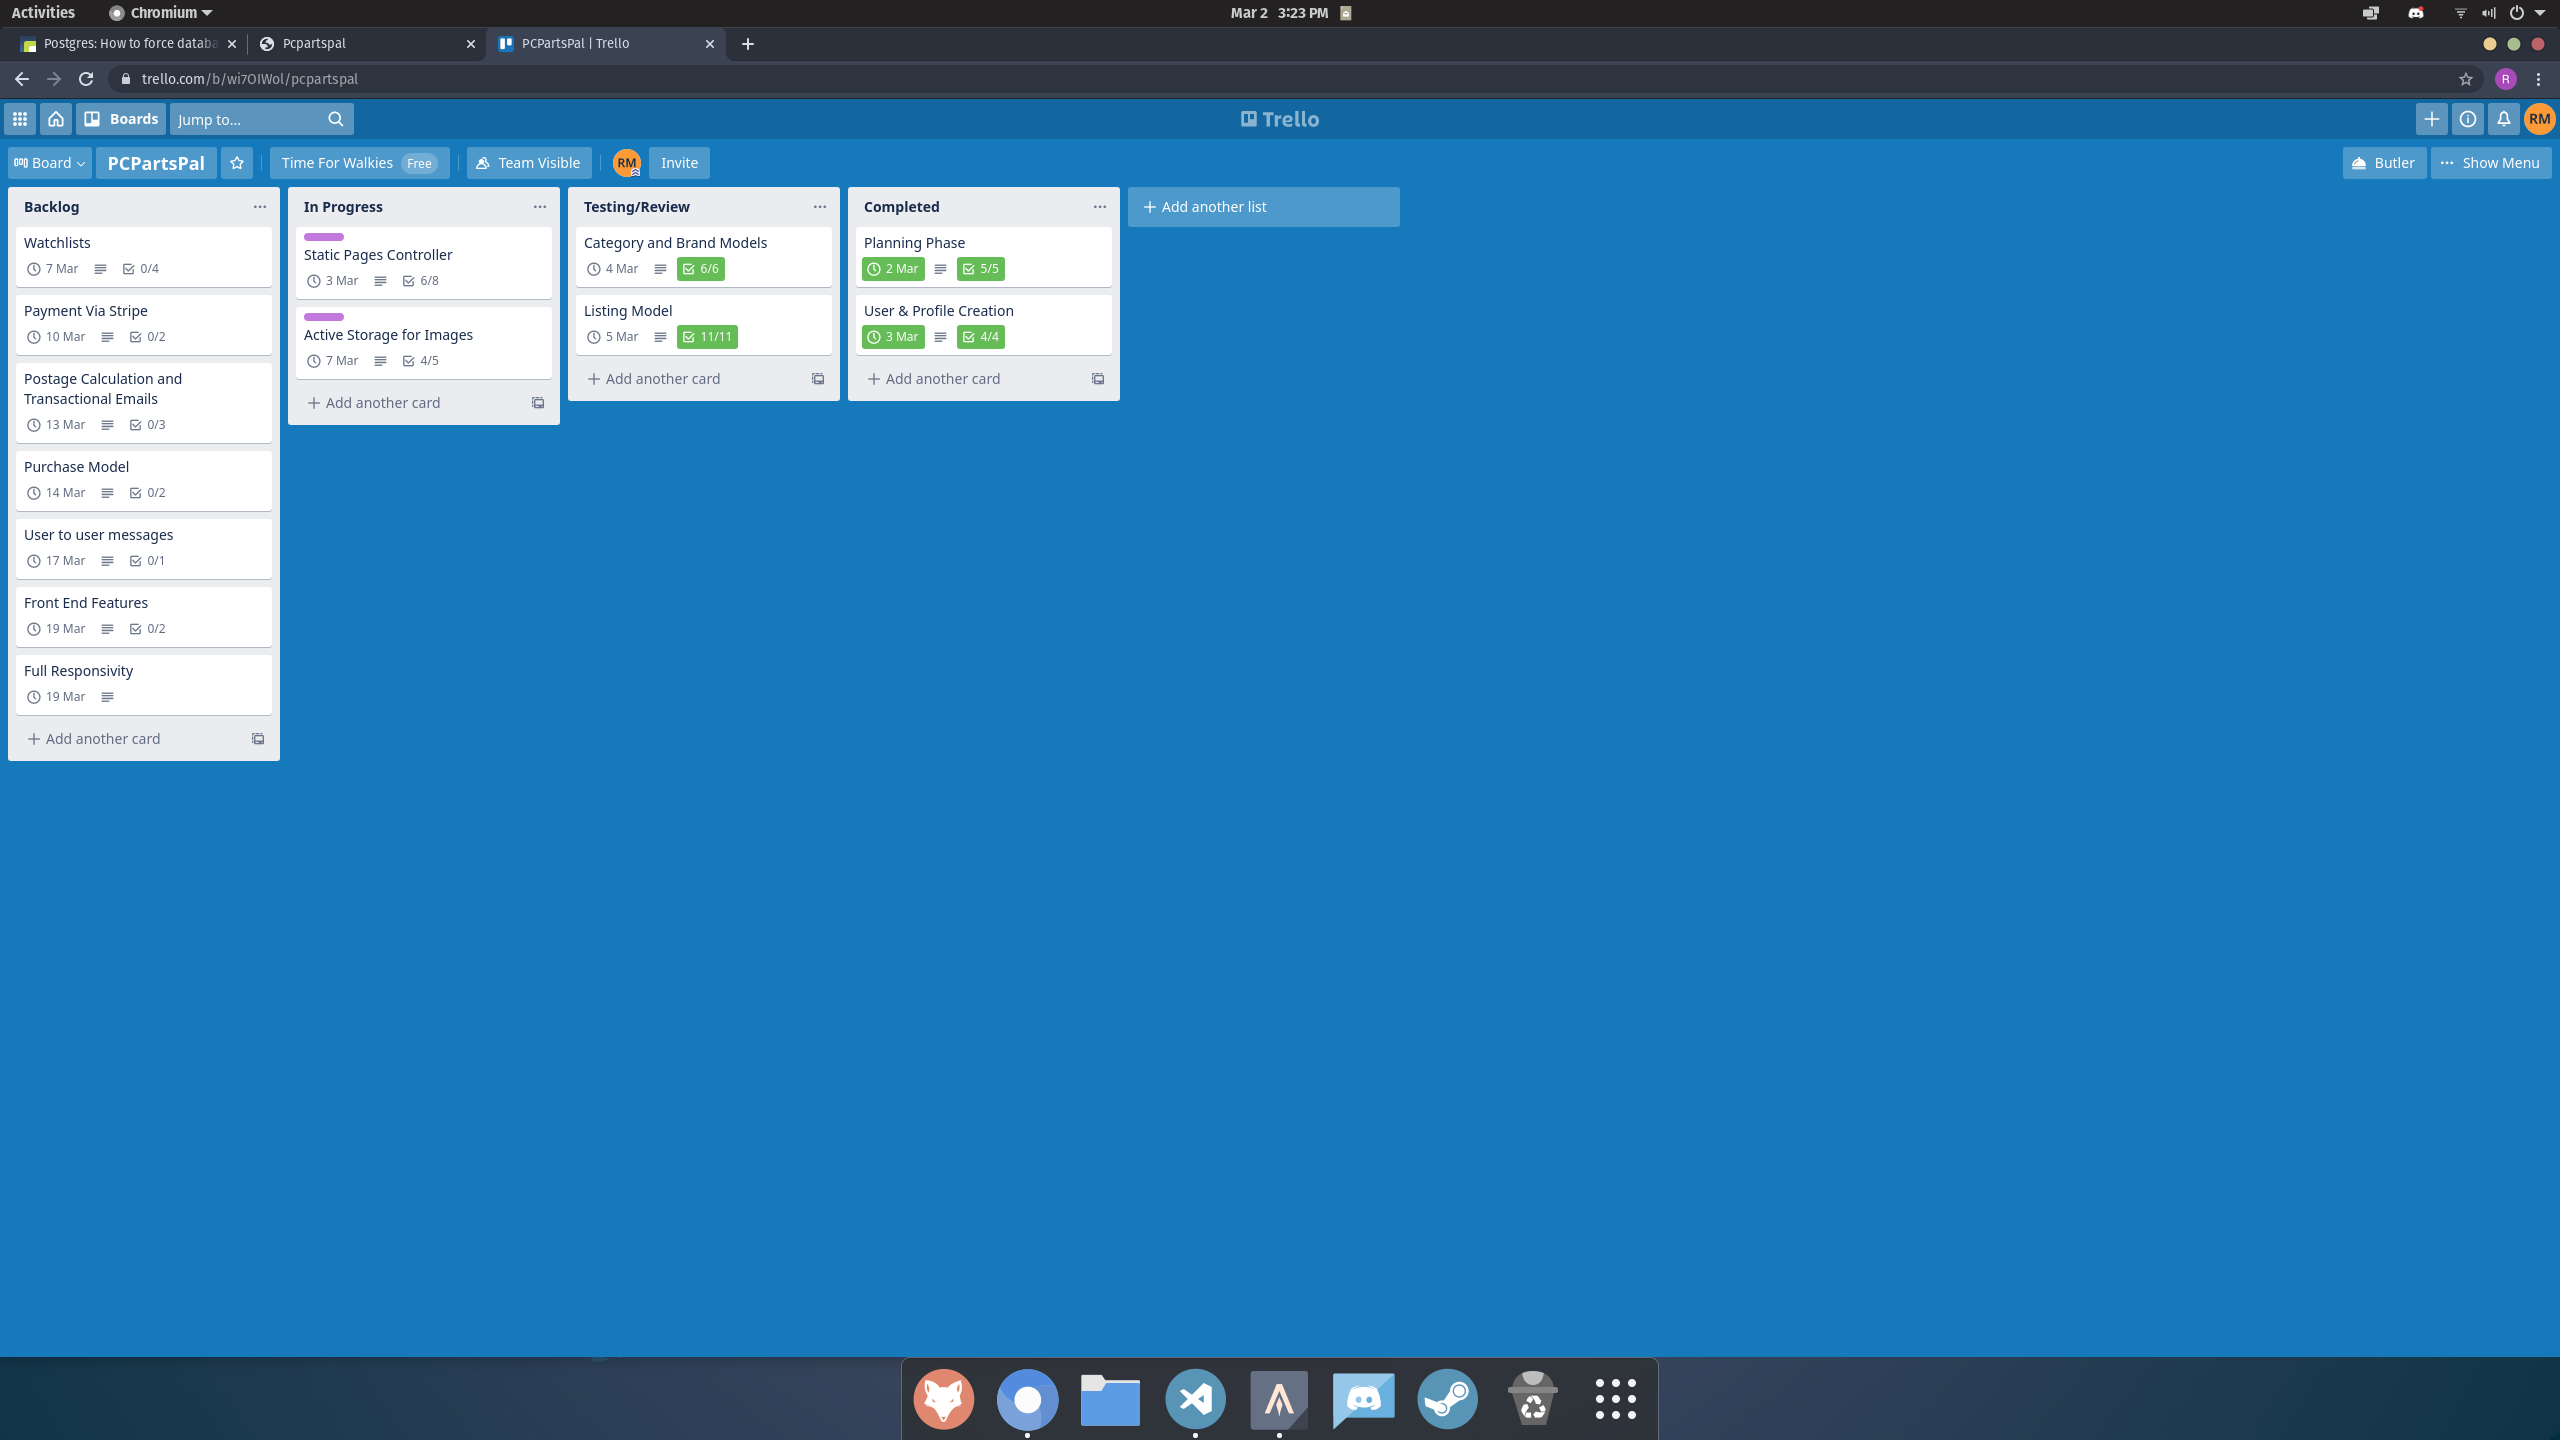 Activities
Chromium
Mar 2 3:23 PM
Postgres: How to force databa
Pcpartspal
PCPartsPal | Trello
trello.com/b/wi7OIWol/pcpartspal
R
Boards
Jump to...
Trello
RM
Board
PCPartsPal
Time For Walkies Free
Team Visible
RM
Invite
Butler
Show Menu
Backlog
Watchlists
7 Mar 0/4
Payment Via Stripe
10 Mar 0/2
Postage Calculation and
Transactional Emails
13 Mar 0/3
Purchase Model
14 Mar 0/2
User to user messages
17 Mar 0/1
Front End Features
19 Mar 0/2
Full Responsivity
19 Mar
Add another card
In Progress
Static Pages Controller
3 Mar 6/8
Active Storage for Images
7 Mar 4/5
Add another card
Testing/Review
Category and Brand Models
4 Mar 6/6
Listing Model
5 Mar 11/11
Add another card
Completed
Planning Phase
2 Mar 5/5
User & Profile Creation
3 Mar 4/4
Add another card
Add another list